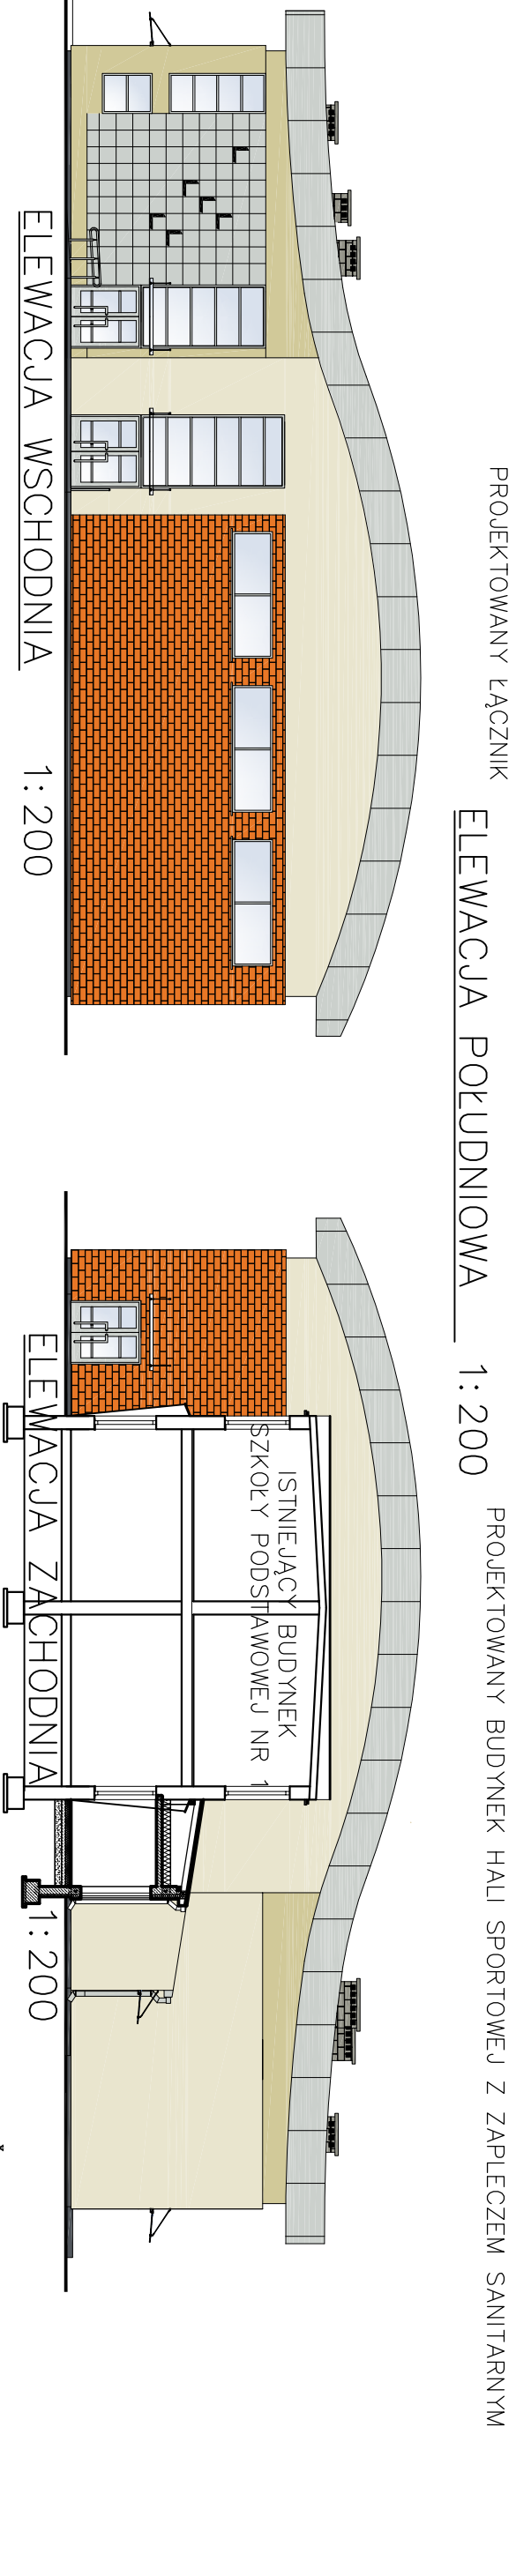 PROJEKTOWANY ŁĄCZNIK
PROJEKTOWANY BUDYNEK HALI SPORTOWEJ Z ZAPLECZEM SANITARNYM
ELEWACJA POŁUDNIOWA 1:200
ISTNIEJĄCY BUDYNEK
SZKOŁY PODSTAWOWEJ NR 1
ELEWACJA WSCHODNIA 1:200
ELEWACJA ZACHODNIA 1:200